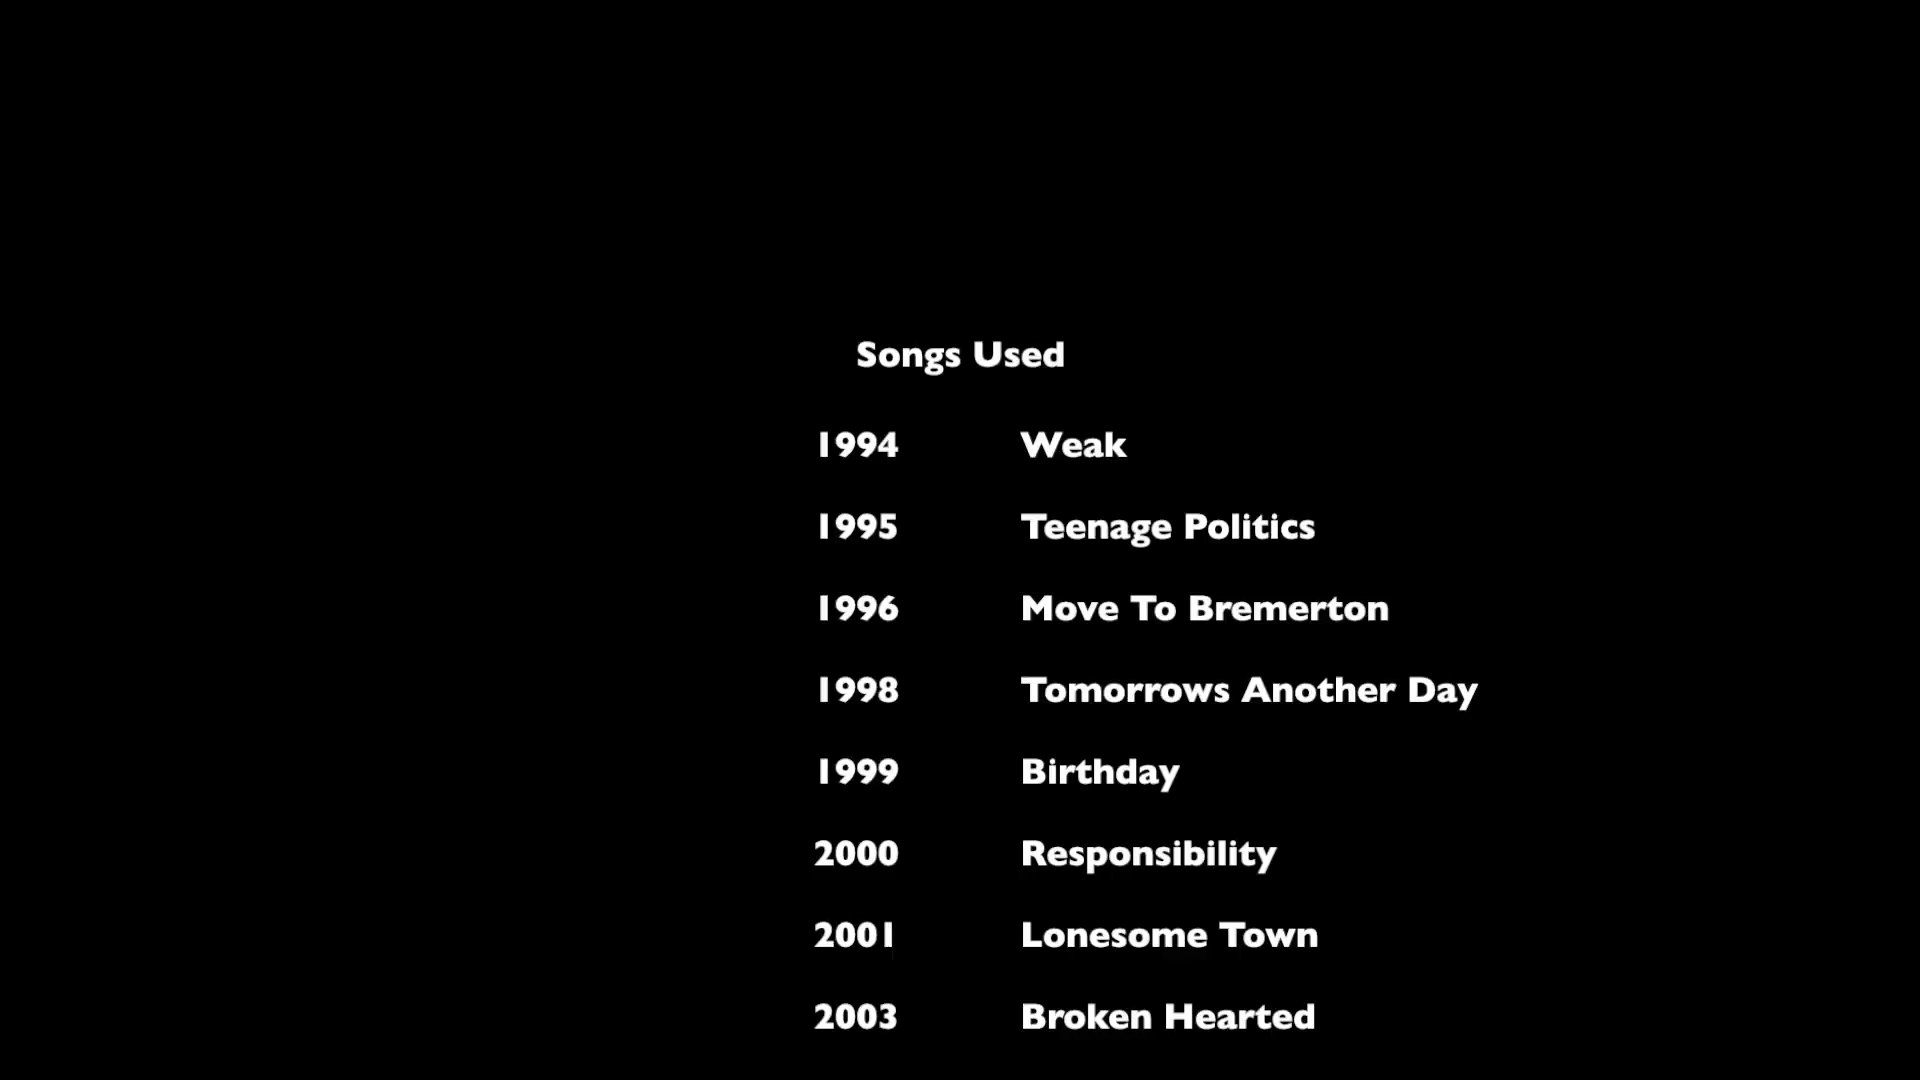 Songs Used
1994 Weak
1995 Teenage Politics
1996 Move To Bremerton
1998 Tomorrows Another Day
1999 Birthday
2000 Responsibility
2001 Lonesome Town
2003 Broken Hearted